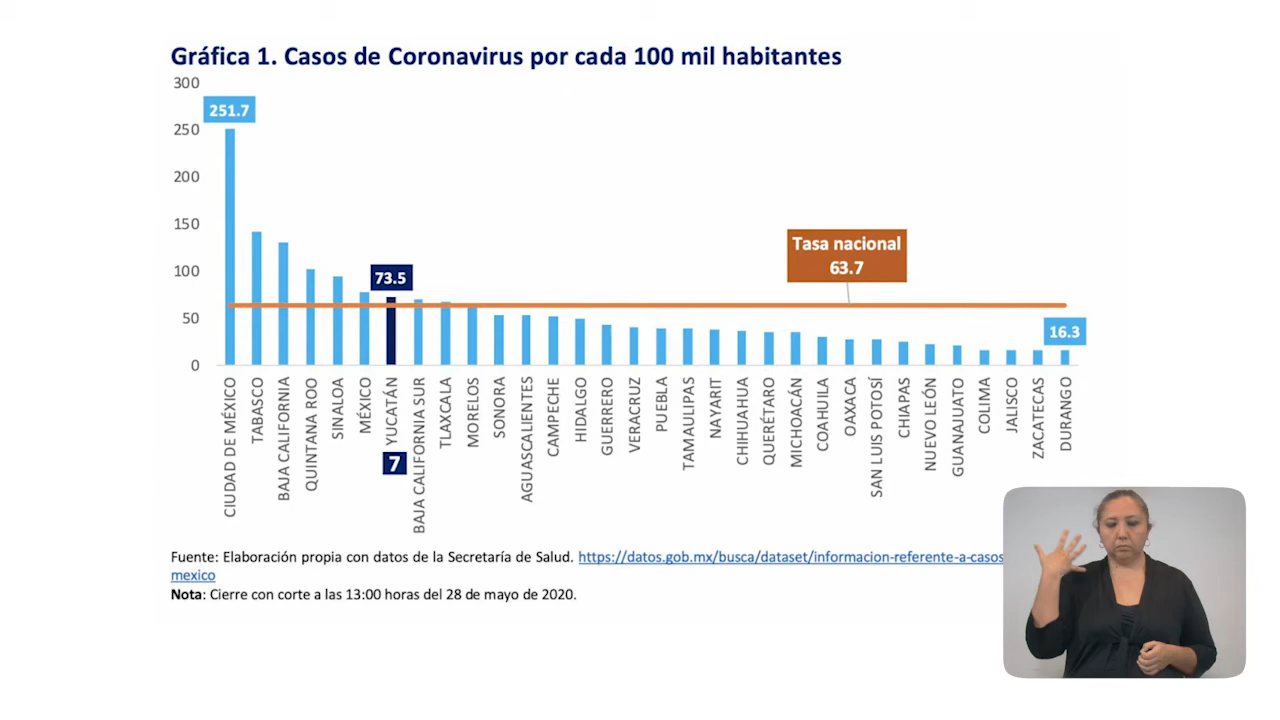 Gráfica 1. Casos de Coronavirus por cada 100 mil habitantes
300
250
200
150
100
50
0
251.7
73.5
Tasa nacional
63.7
16.3
CIUDAD DE MÉXICO
TABASCO
BAJA CALIFORNIA
QUINTANA ROO
SINALOA
MÉXICO
YUCATÁN
7
BAJA CALIFORNIA SUR
TLAXCALA
MORELOS
SONORA
AGUASCALIENTES
CAMPECHE
HIDALGO
GUERRERO
VERACRUZ
PUEBLA
TAMAULIPAS
NAYARIT
CHIHUAHUA
QUERÉTARO
MICHOACÁN
COAHUILA
OAXACA
SAN LUIS POTOSÍ
CHIAPAS
NUEVO LEÓN
GUANAJUATO
COLIMA
JALISCO
ZACATECAS
DURANGO
Fuente: Elaboración propia con datos de la Secretaría de Salud. https://datos.gob.mx/busca/dataset/informacion-referente-a-casos
mexico
Nota: Cierre con corte a las 13:00 horas del 28 de mayo de 2020.